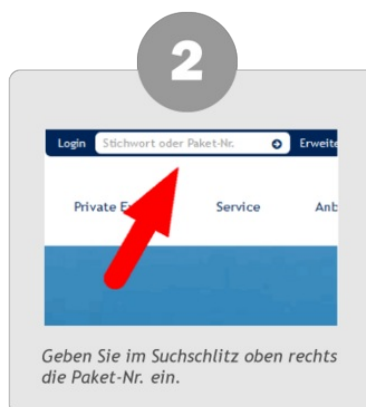 2
Login Stichwort oder Paket-Nr. Erweite
Private E Service Anb
Geben Sie im Suchschlitz oben rechts
die Paket-Nr. ein.